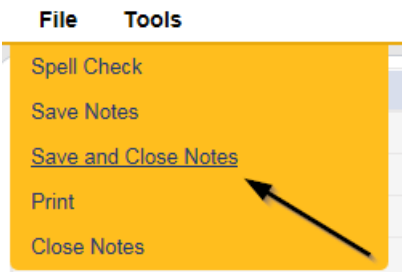 File Tools
Spell Check
Save Notes
Save and Close Notes
Print
Close Notes